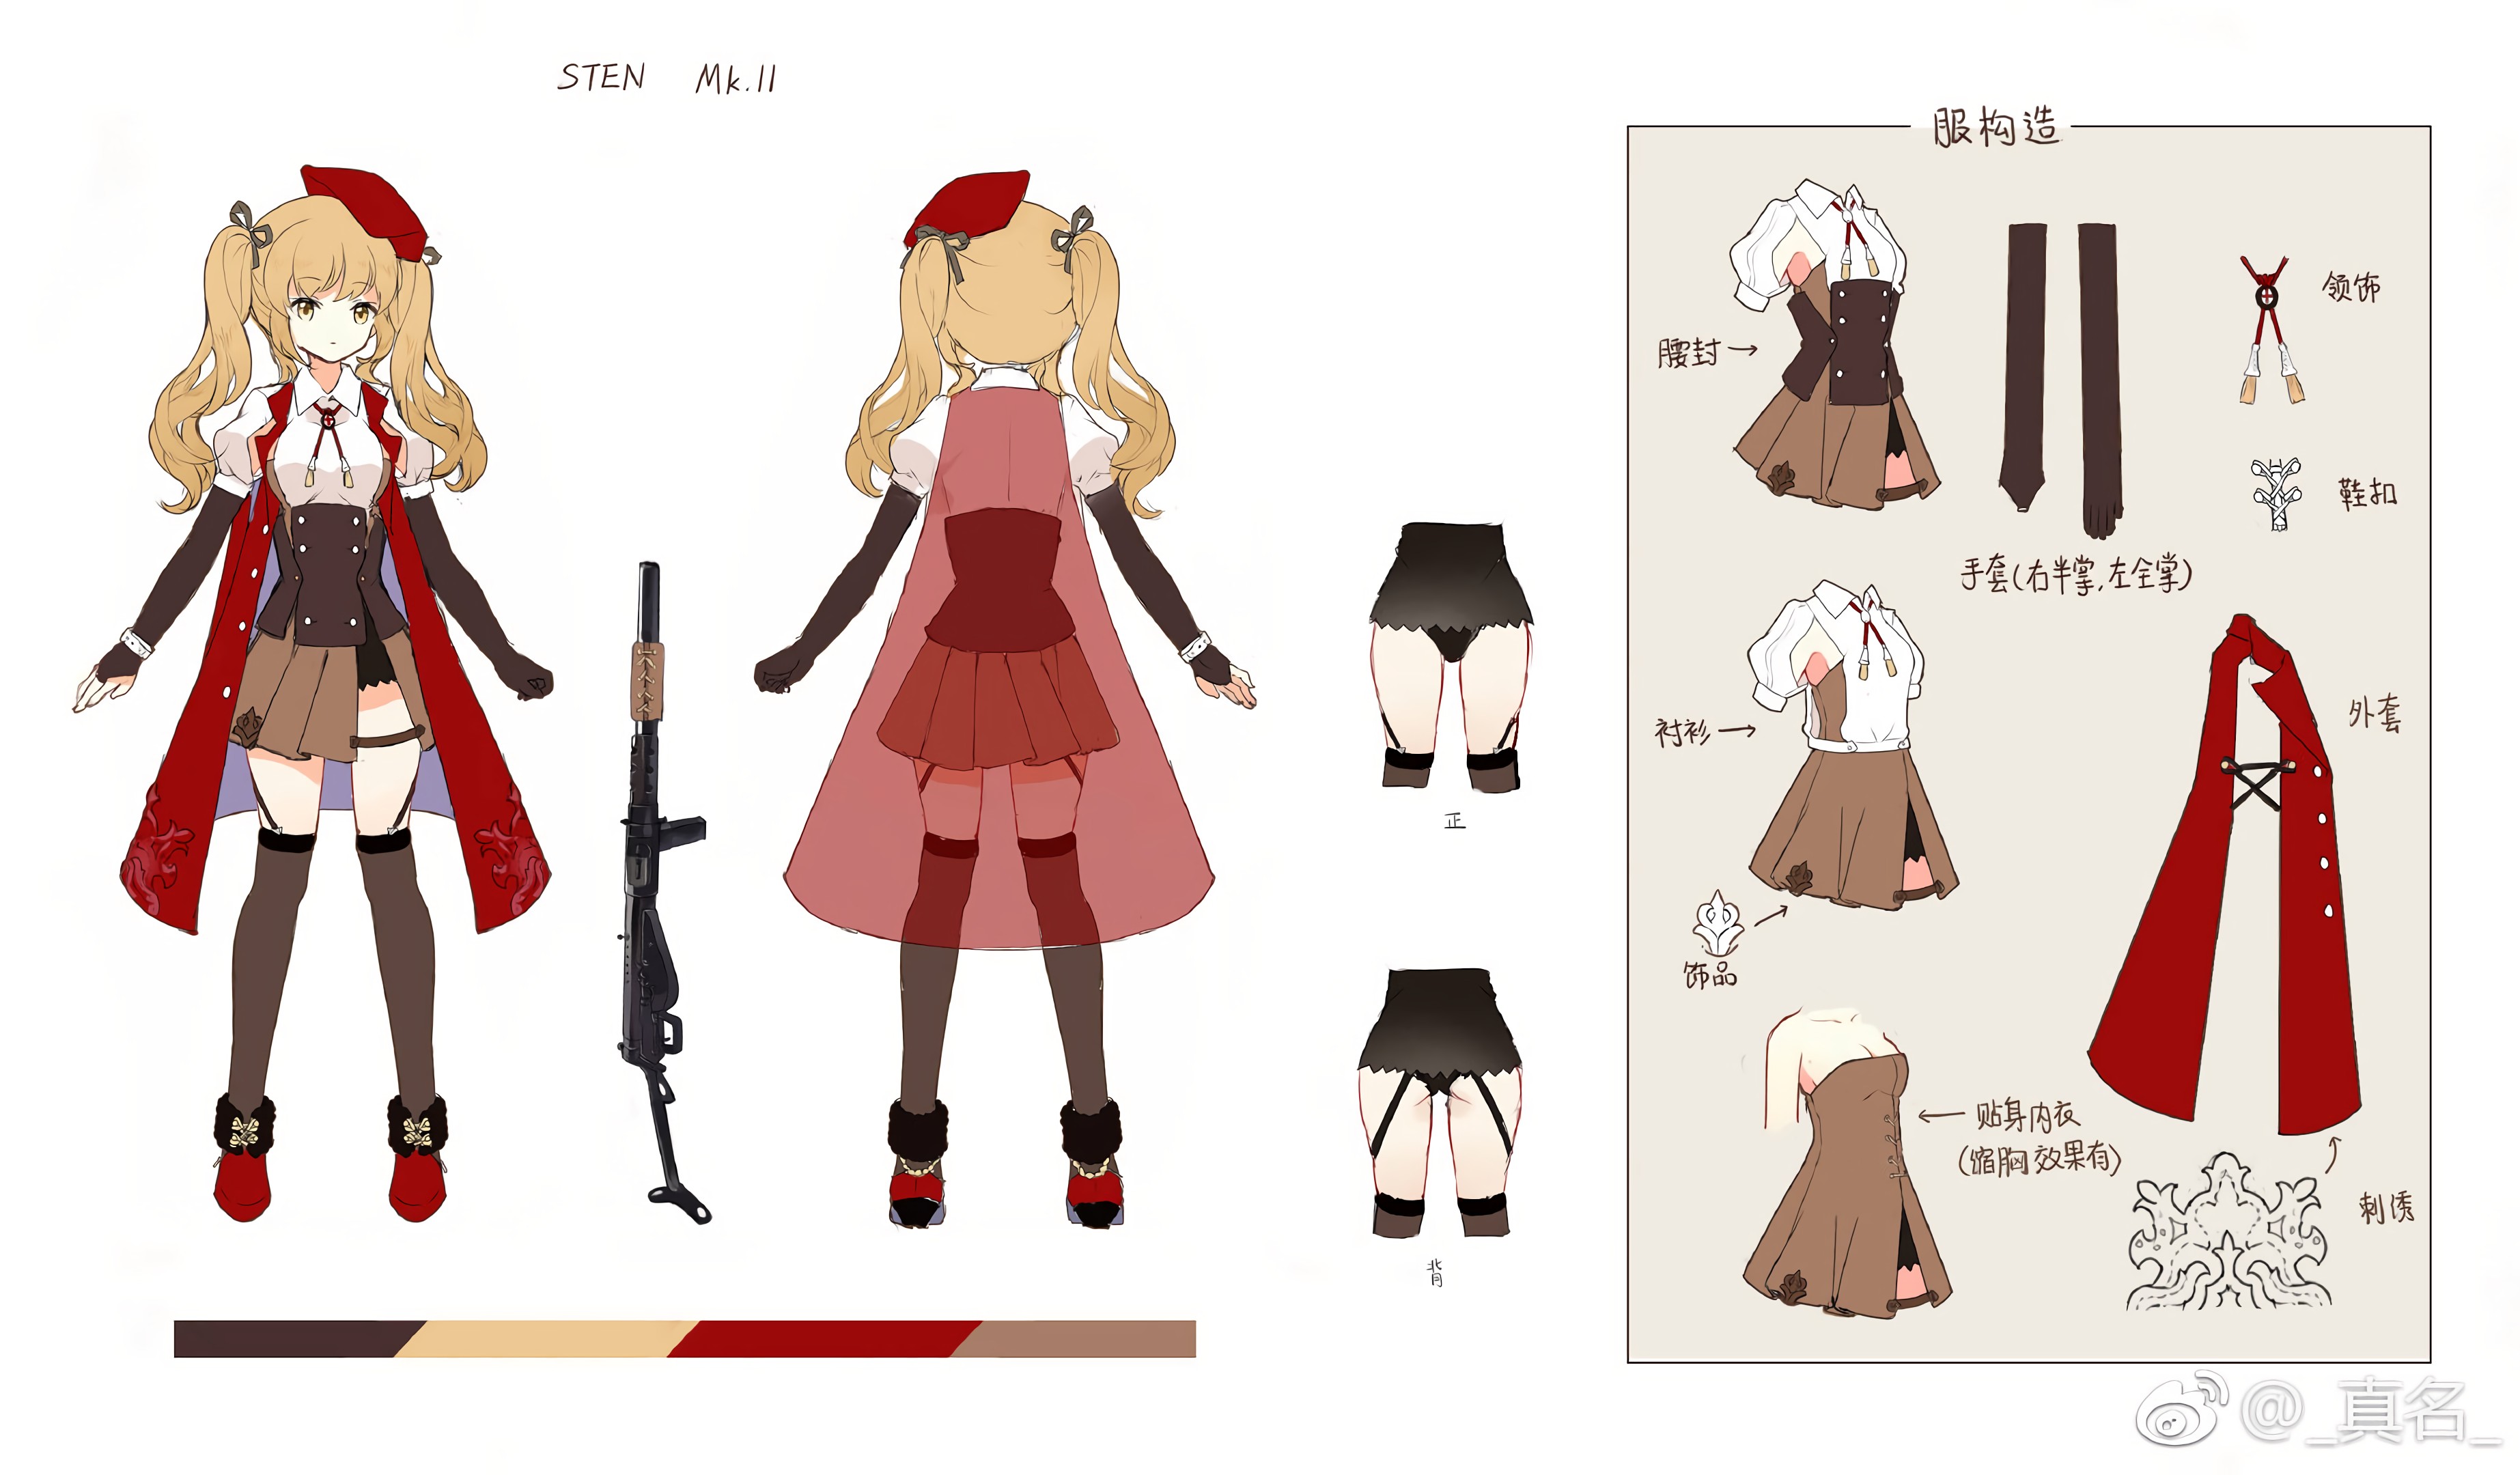 STEN Mk.II
服构造
腰封
领饰
鞋扣
手套(右半掌,左全掌)
衬衫
外套
饰品
正
贴身内衣
(缩胸效果有)
刺绣
背
@_真名_